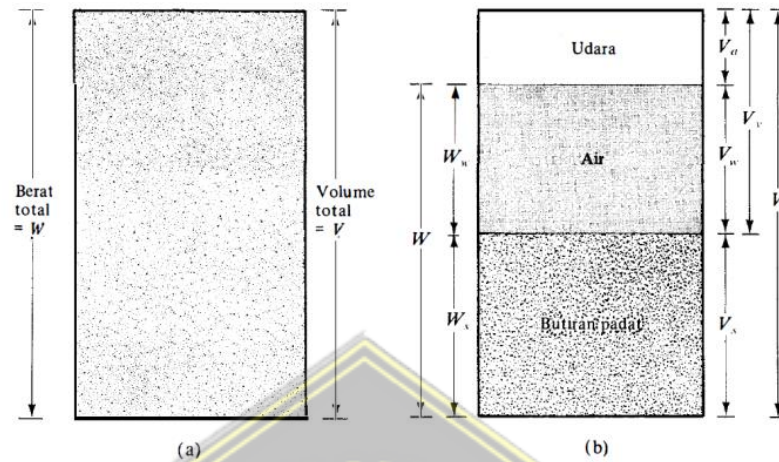 Berat
total
= W
Volume
total
= V
(a)
W
W
W
Udara
Air
Butiran padat
V
V
V
V
V
(b)